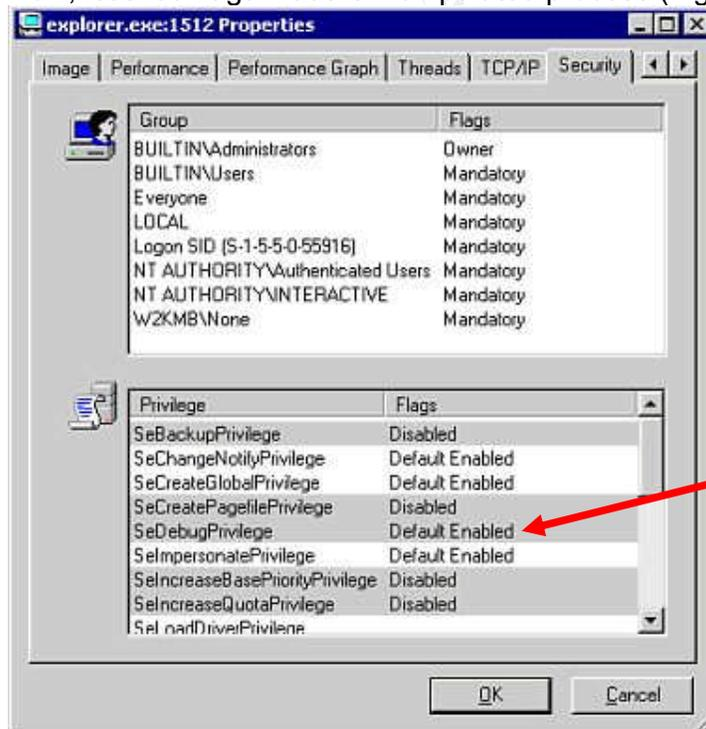 explorer.exe:1512 Properties
Image Performance Performance Graph Threads TCP/IP Security
Group Flags
BUILTIN\Administrators Owner
BUILTIN\Users Mandatory
Everyone Mandatory
LOCAL Mandatory
Logon SID (S-1-5-5-0-55916) Mandatory
NT AUTHORITY\Authenticated Users Mandatory
NT AUTHORITY\INTERACTIVE Mandatory
W2KMB\None Mandatory
Privilege Flags
SeBackupPrivilege Disabled
SeChangeNotifyPrivilege Default Enabled
SeCreateGlobalPrivilege Default Enabled
SeCreatePagefilePrivilege Disabled
SeDebugPrivilege Default Enabled
SeImpersonatePrivilege Default Enabled
SeIncreaseBasePriorityPrivilege Disabled
SeIncreaseQuotaPrivilege Disabled
SeLoadDriverPrivilege
OK Cancel